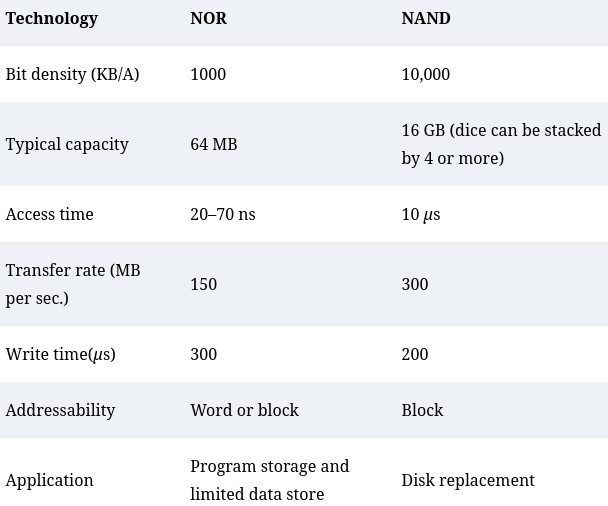 Technology NOR NAND
Bit density (KB/A) 1000 10,000
Typical capacity 64 MB 16 GB (dice can be stacked
by 4 or more)
Access time 20–70 ns 10 μs
Transfer rate (MB
per sec.) 150 300
Write time(μs) 300 200
Addressability Word or block Block
Application Program storage and
limited data store Disk replacement